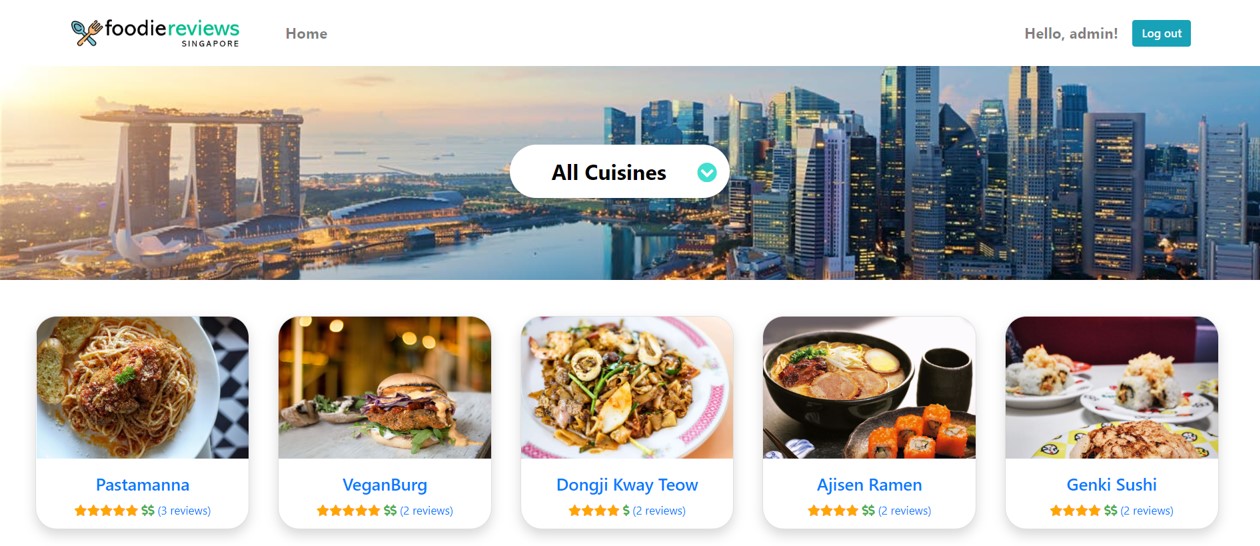 foodiereviews
SINGAPORE
Home
Hello, admin!
Log out
All Cuisines
Pastamanna
$$ (3 reviews)
VeganBurg
$$ (2 reviews)
Dongji Kway Teow
$ (2 reviews)
Ajisen Ramen
$$ (2 reviews)
Genki Sushi
$$ (2 reviews)